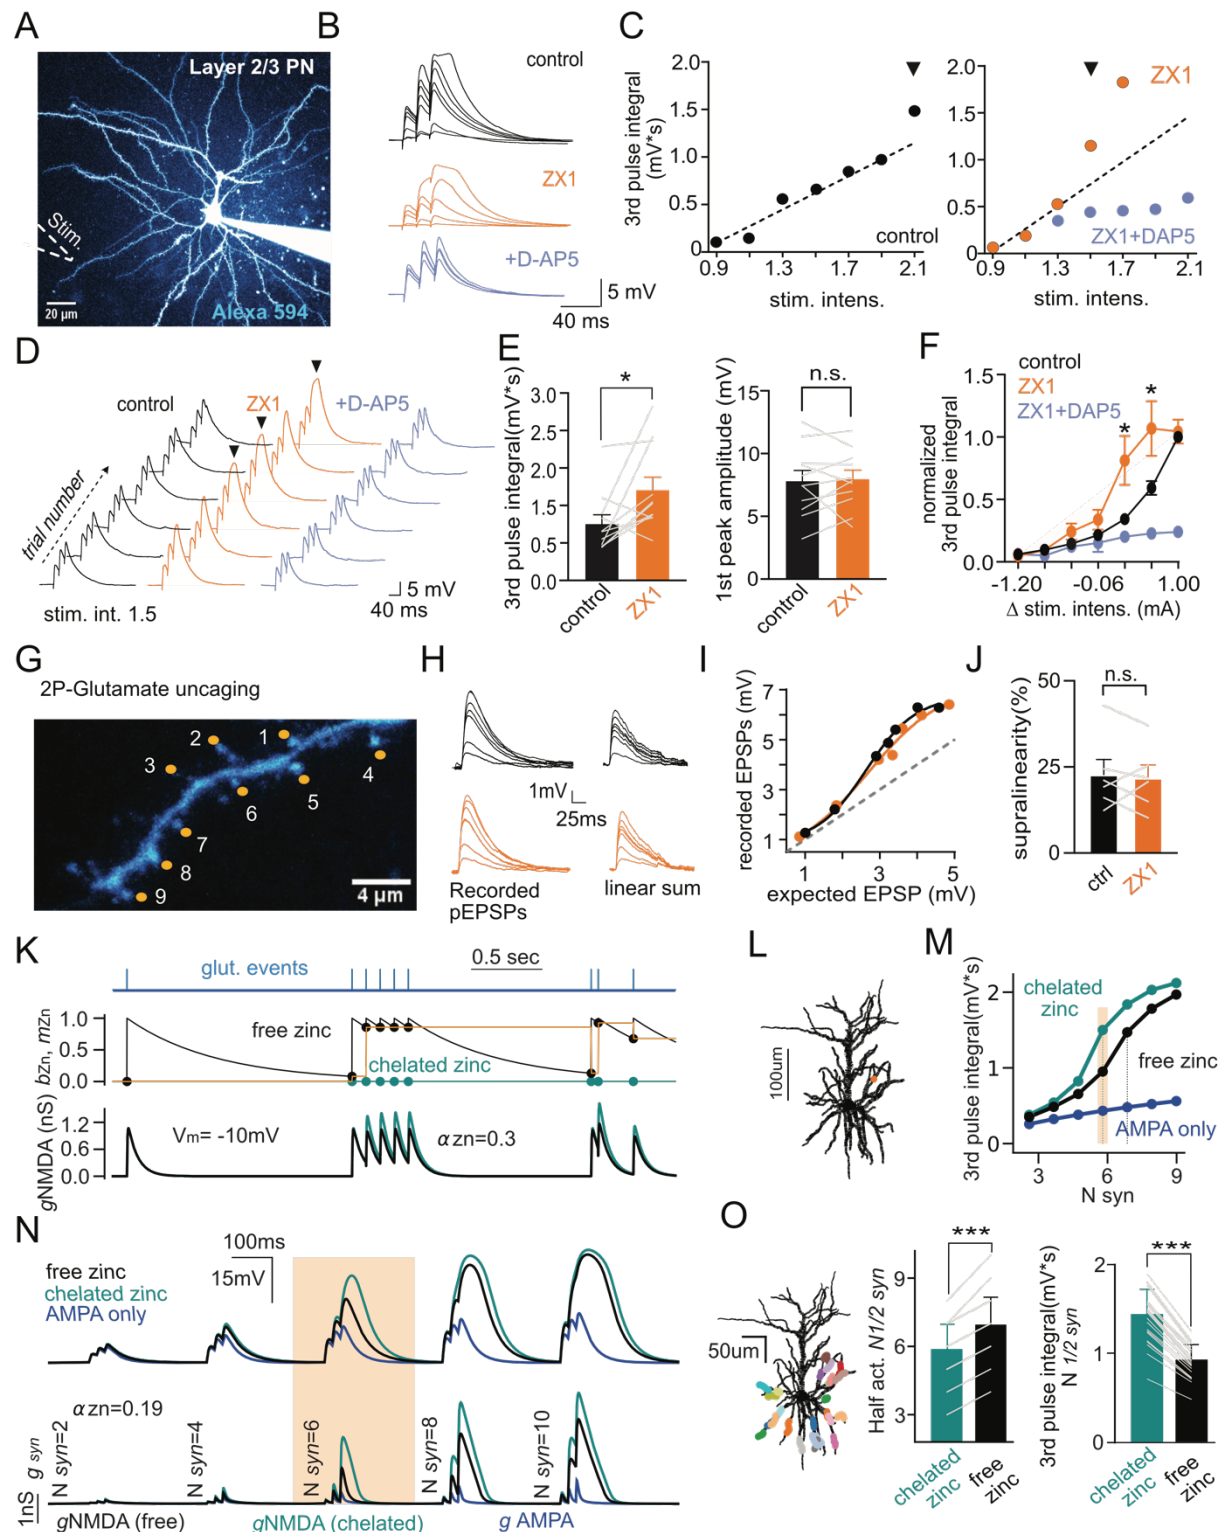 A
Layer 2/3 PN
Stim.
20 µm
Alexa 594
B
control
ZX1
+D-AP5
5 mV
40 ms
C
3rd pulse integral
(mV*s)
2.0
1.5
1.0
0.5
0
control
0.9
1.3
1.7
2.1
stim. intens.
2.0
1.5
1.0
0.5
0
ZX1
ZX1+DAP5
0.9
1.3
1.7
2.1
stim. intens.
D
control
ZX1
+D-AP5
trial number
5 mV
40 ms
stim. int. 1.5
E
3rd pulse integral(mV*s)
3.0
2.5
2.0
1.5
1.0
0.5
0.0
*
control
ZX1
1st peak amplitude (mV)
15
10
5
0
n.s.
control
ZX1
F
control
ZX1
ZX1+DAP5
normalized
3rd pulse integral
1.5
1.0
0.5
0.0
*
*
-1.20
-0.06
1.00
Δ stim. intens. (mA)
G
2P-Glutamate uncaging
1
2
3
4
5
6
7
8
9
4 µm
H
1mV
25ms
Recorded
pEPSPs
linear sum
I
recorded EPSPs (mV)
7
5
3
1
1
3
5
expected EPSP (mV)
J
supralinearity(%)
50
25
0
n.s.
ctrl
ZX1
K
glut. events
0.5 sec
bZn, mZn
1.0
0.5
0.0
free zinc
chelated zinc
gNMDA (nS)
1.2
0.6
0.0
Vm= -10mV
αzn=0.3
L
100um
M
3rd pulse integral(mV*s)
2
1
0
chelated
zinc
free zinc
AMPA only
3
6
9
N syn
N
100ms
15mV
free zinc
chelated zinc
AMPA only
αzn=0.19
1nS
g syn
N syn=2
N syn=4
N syn=6
N syn=8
N syn=10
gNMDA (free)
gNMDA (chelated)
g AMPA
O
50um
Half act. N1/2 syn
9
6
3
***
chelated
zinc
free
zinc
3rd pulse integral(mV*s)
N 1/2 syn
2
1
0
***
chelated
zinc
free
zinc